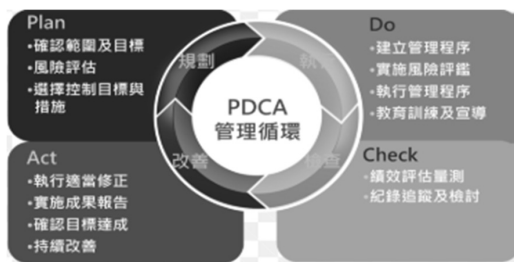 Plan
•確認範圍及目標
•風險評估
•選擇控制目標與
措施
Do
•建立管理程序
•實施風險評鑑
•執行管理程序
•教育訓練及宣導
規劃
執行
PDCA
管理循環
改善
檢查
Act
•執行適當修正
•實施成果報告
•確認目標達成
•持續改善
Check
•績效評估量測
•紀錄追蹤及檢討